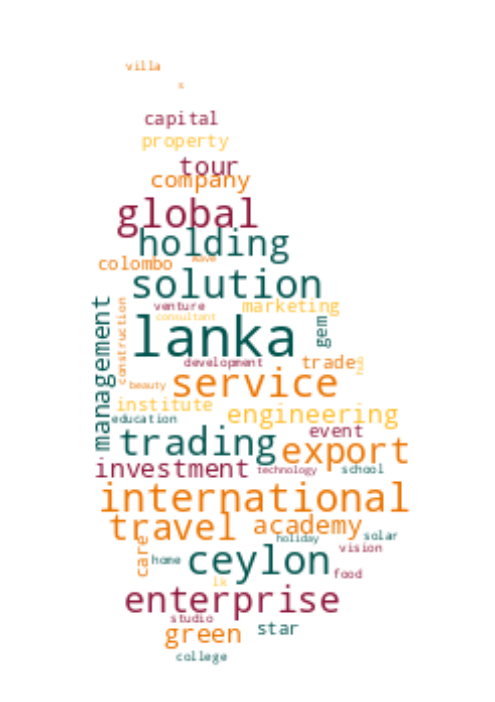 villa
s
capital
property
tour
company
global
holding
colombo
wave
solution
venture
marketing
consultant
management
construction
lanka
gem
development
trade
hub
beauty
service
institute
engineering
education
event
trading
export
investment
technology
school
international
travel
academy
solar
holiday
vision
care
home
ceylon
food
lk
enterprise
studio
green
star
college